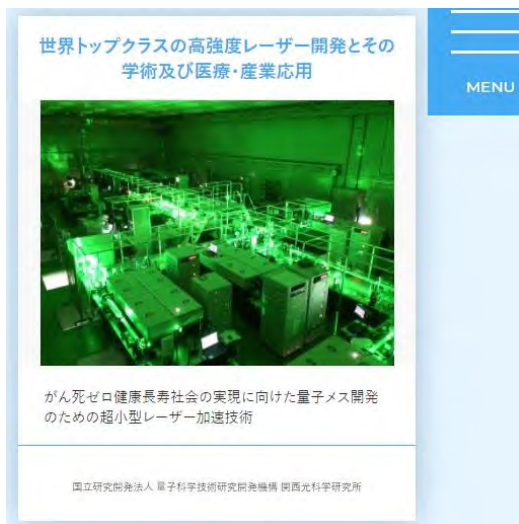 世界トップクラスの高強度レーザー開発とその
学術及び医療・産業応用
MENU
がん死ゼロ健康長寿社会の実現に向けた量子メス開発
のための超小型レーザー加速技術
国立研究開発法人 量子科学技術研究開発機構 関西光科学研究所